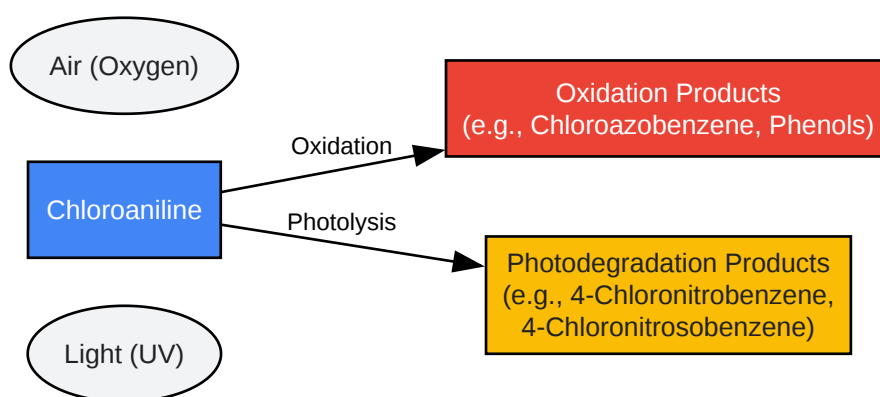 Air (Oxygen)
Oxidation Products
(e.g., Chloroazobenzene, Phenols)
Oxidation
Chloroaniline
Photolysis
Photodegradation Products
(e.g., 4-Chloronitrobenzene,
4-Chloronitrosobenzene)
Light (UV)